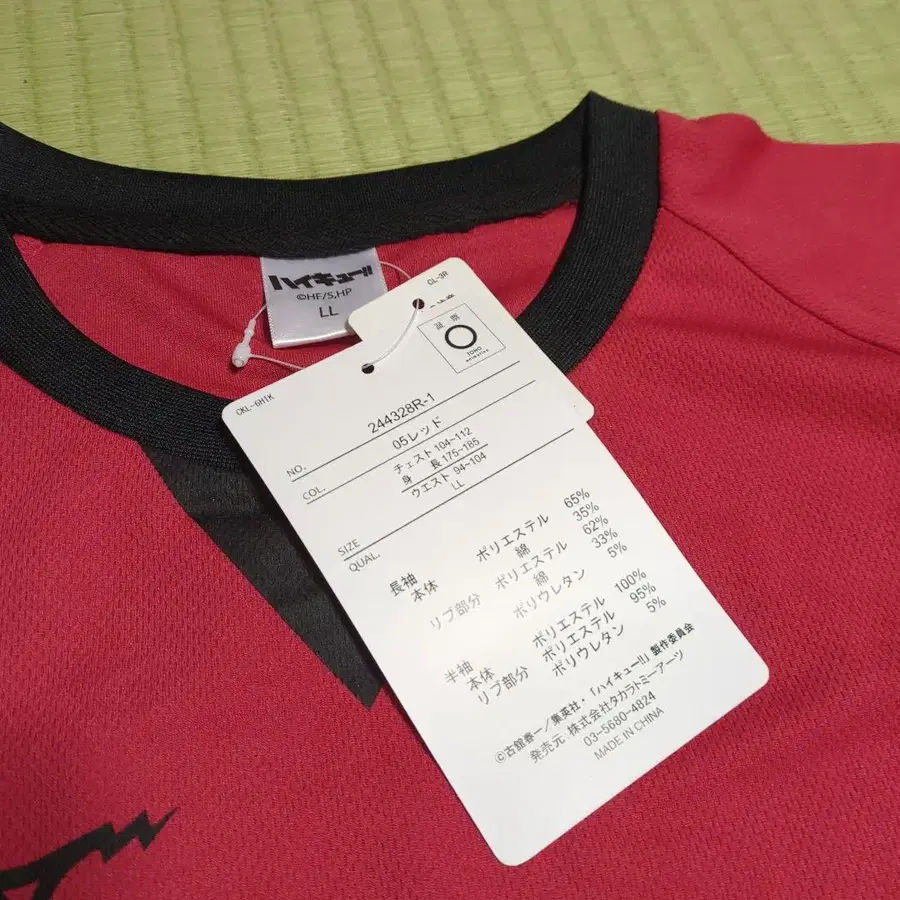 ハイキュー!!
©HF/S,HP
LL
CL-3R
証票
TOHO
animation
CKL-6H1K
NO. 244328R-1
COL. 05レッド
チェスト 104~112
身長 175~185
ウエスト 94~104
SIZE LL
QUAL.
長袖
本体 ポリエステル 65%
綿 35%
リブ部分 ポリエステル 62%
綿 33%
ポリウレタン 5%
半袖
本体 ポリエステル 100%
リブ部分 ポリエステル 95%
ポリウレタン 5%
©古舘春一/集英社・「ハイキュー!!」製作委員会
発売元 株式会社タカラトミーアーツ
03-5680-4824
MADE IN CHINA